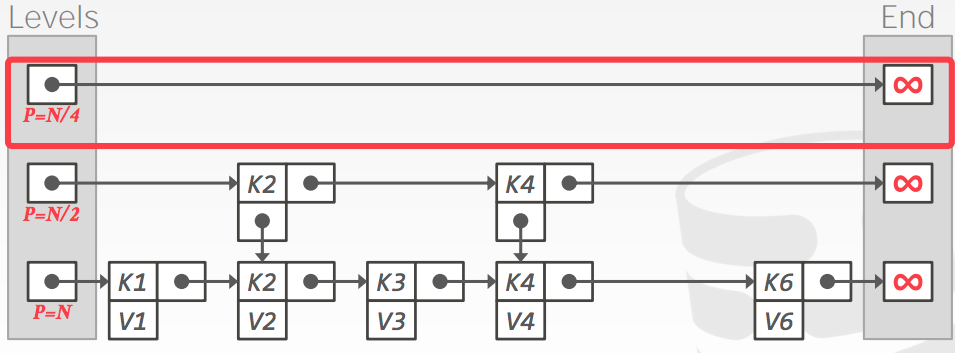 Levels End
∞
P=N/4
K2 K4 ∞
P=N/2
K1 K2 K3 K4 K6 ∞
P=N V1 V2 V3 V4 V6